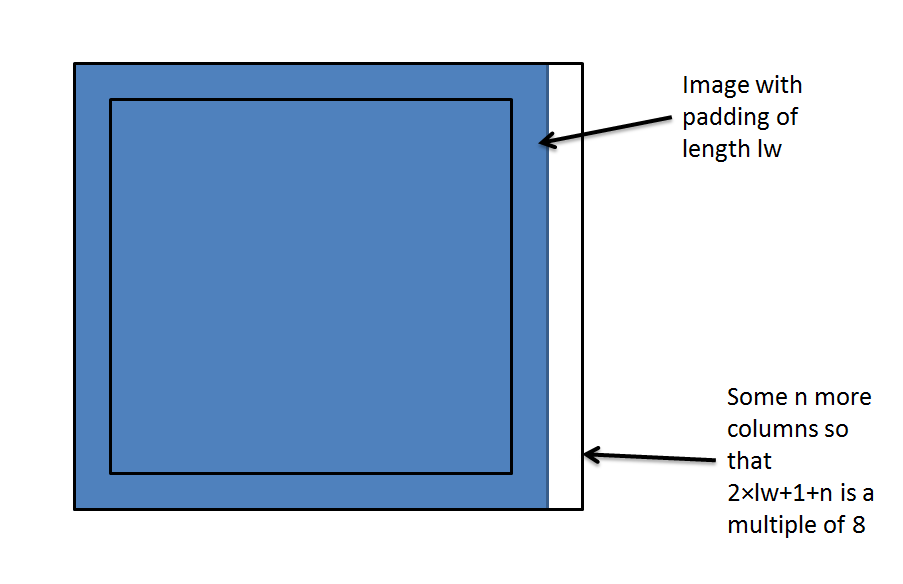 Image with
padding of
length lw
Some n more
columns so
that
2×lw+1+n is a
multiple of 8